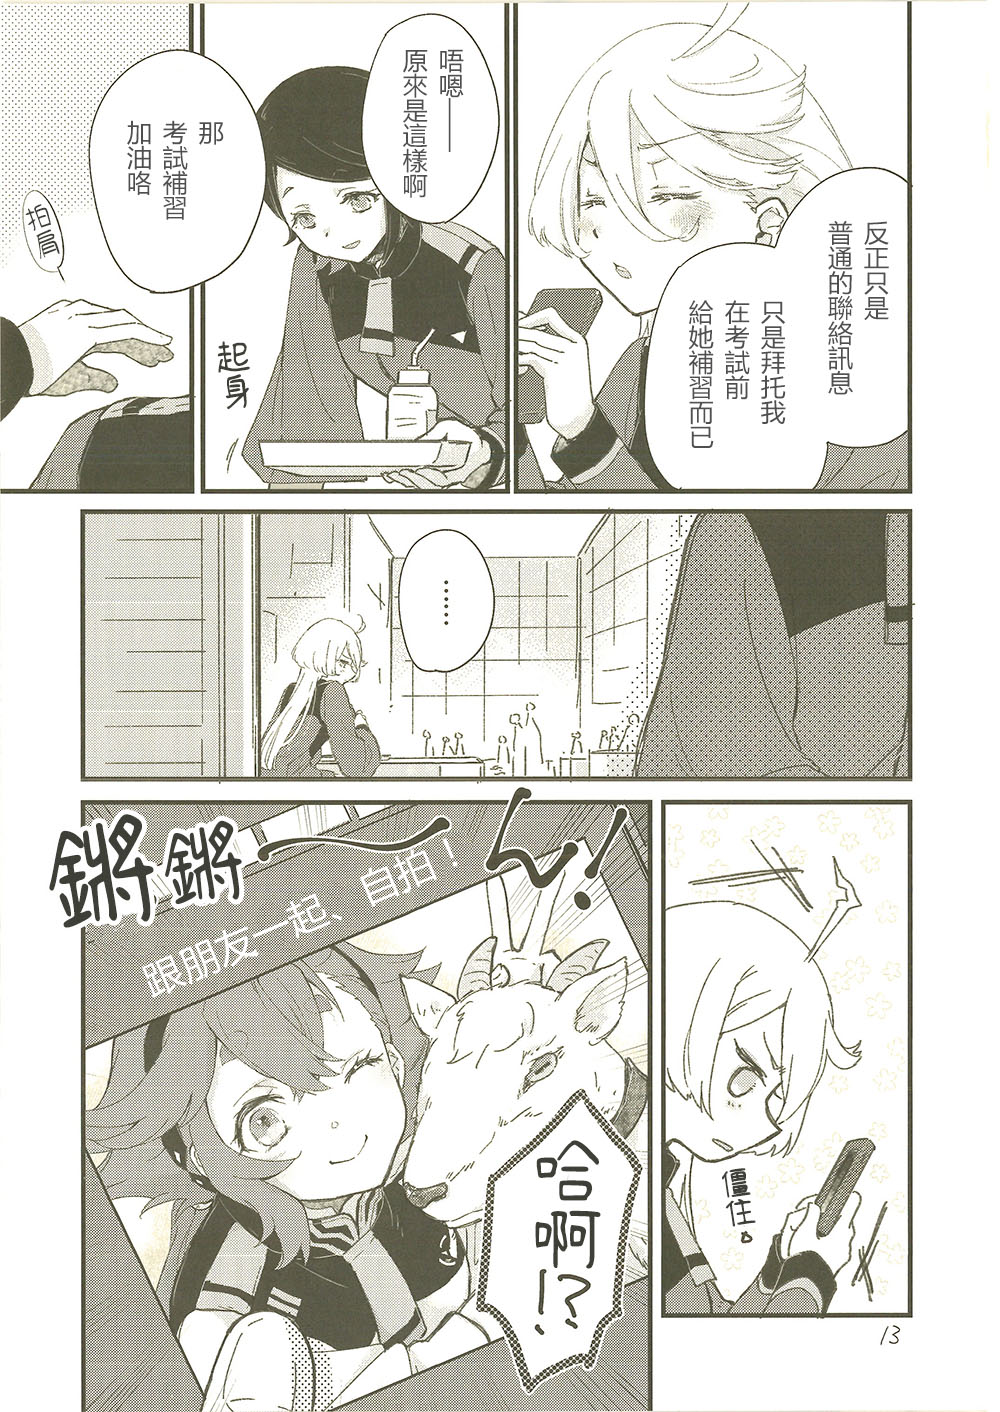 反正只是
普通的聯絡訊息
只是拜托我
在考試前
給她補習而已
唔嗯——
原來是這樣啊
起身
那
考試補習
加油咯
拍肩
……
僵住。
鏘鏘～ん!!
跟朋友一起、自拍！
哈啊!?
13